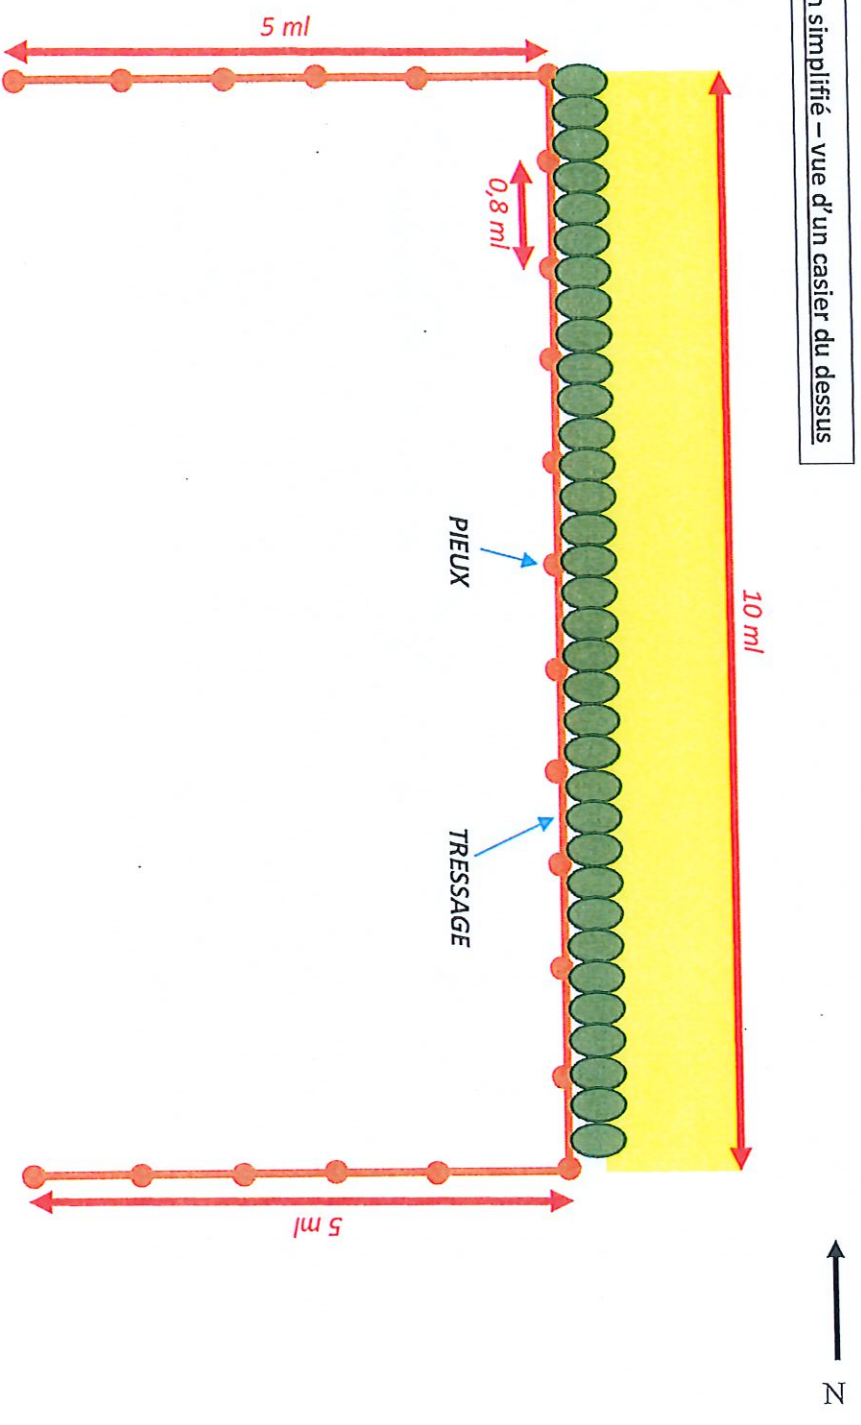 simplifié – vue d'un casier du dessus
N
10 ml
5 ml
0,8 ml
PIEUX
TRESSAGE
5 ml